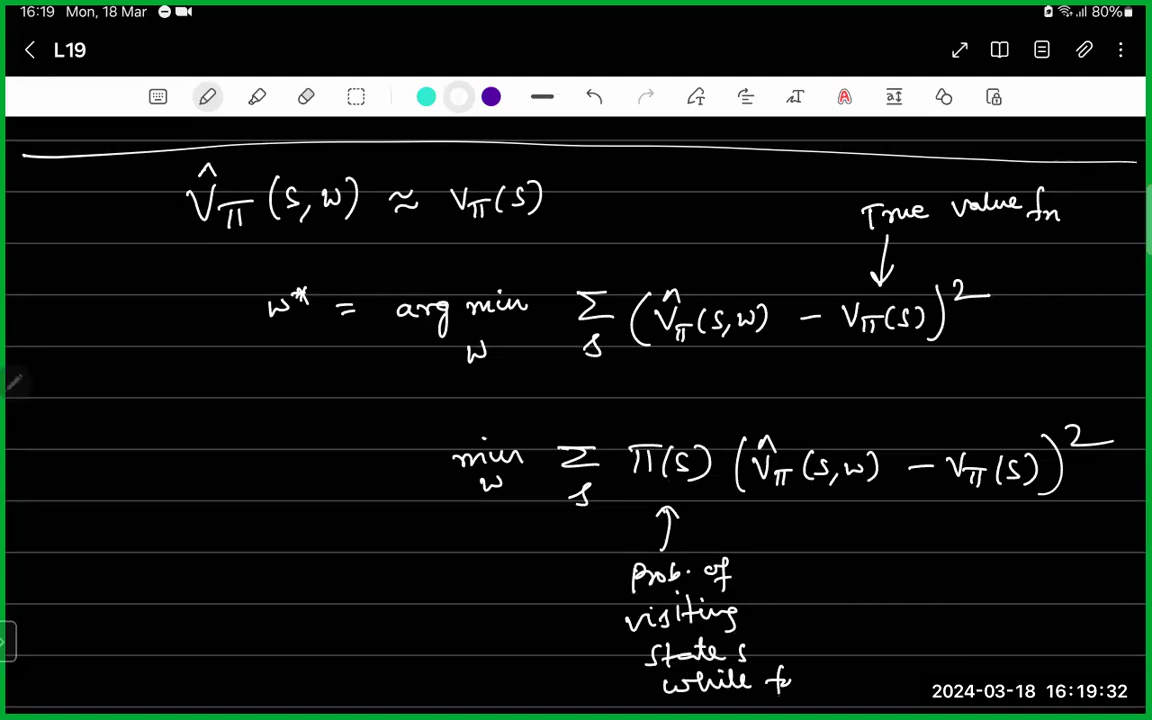 16:19 Mon, 18 Mar 80%
L19
V̂π(s,w) ≈ Vπ(s)
True value fn
w* = arg min Σ (V̂π(s,w) − Vπ(s))²
w s
min Σ π(s) (V̂π(s,w) − Vπ(s))²
w s
prob. of
visiting
state s
while f
2024-03-18 16:19:32